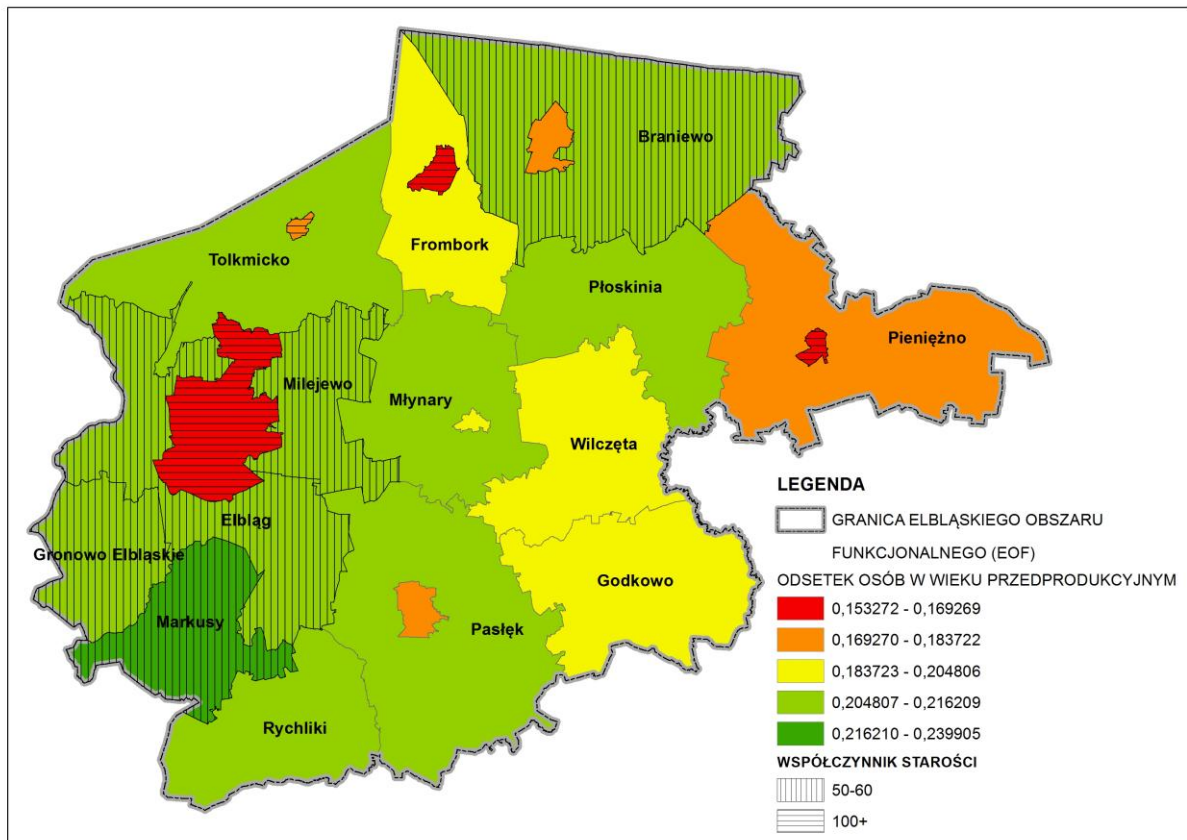 Braniewo
Frombork
Tolkmicko
Płoskinia
Pieniężno
Milejewo
Młynary
Wilczęta
Elbląg
Gronowo Elbląskie
Godkowo
Markusy
Pasłęk
Rychliki
LEGENDA
GRANICA ELBLĄSKIEGO OBSZARU
FUNKCJONALNEGO (EOF)
ODSETEK OSÓB W WIEKU PRZEDPRODUKCYJNYM
0,153272 - 0,169269
0,169270 - 0,183722
0,183723 - 0,204806
0,204807 - 0,216209
0,216210 - 0,239905
WSPÓŁCZYNNIK STAROŚCI
50-60
100+